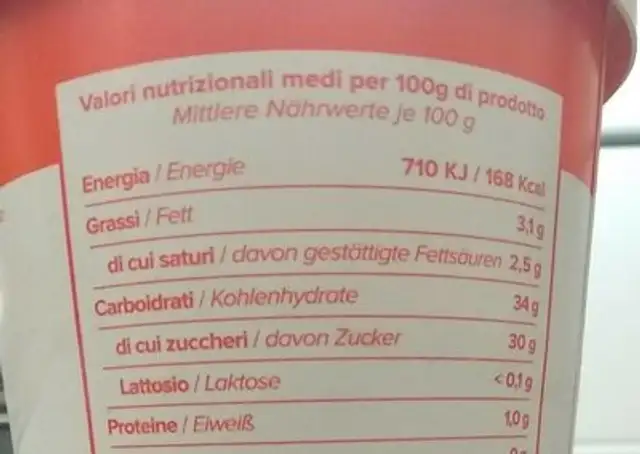 Valori nutrizionali medi per 100g di prodotto
Mittlere Nährwerte je 100 g
Energia / Energie 710 KJ / 168 Kcal
Grassi / Fett 3,1 g
di cui saturi / davon gestättigte Fettsäuren 2,5 g
Carboidrati / Kohlenhydrate 34 g
di cui zuccheri / davon Zucker 30 g
Lattosio / Laktose <0,1 g
Proteine / Eiweiß 1,0 g